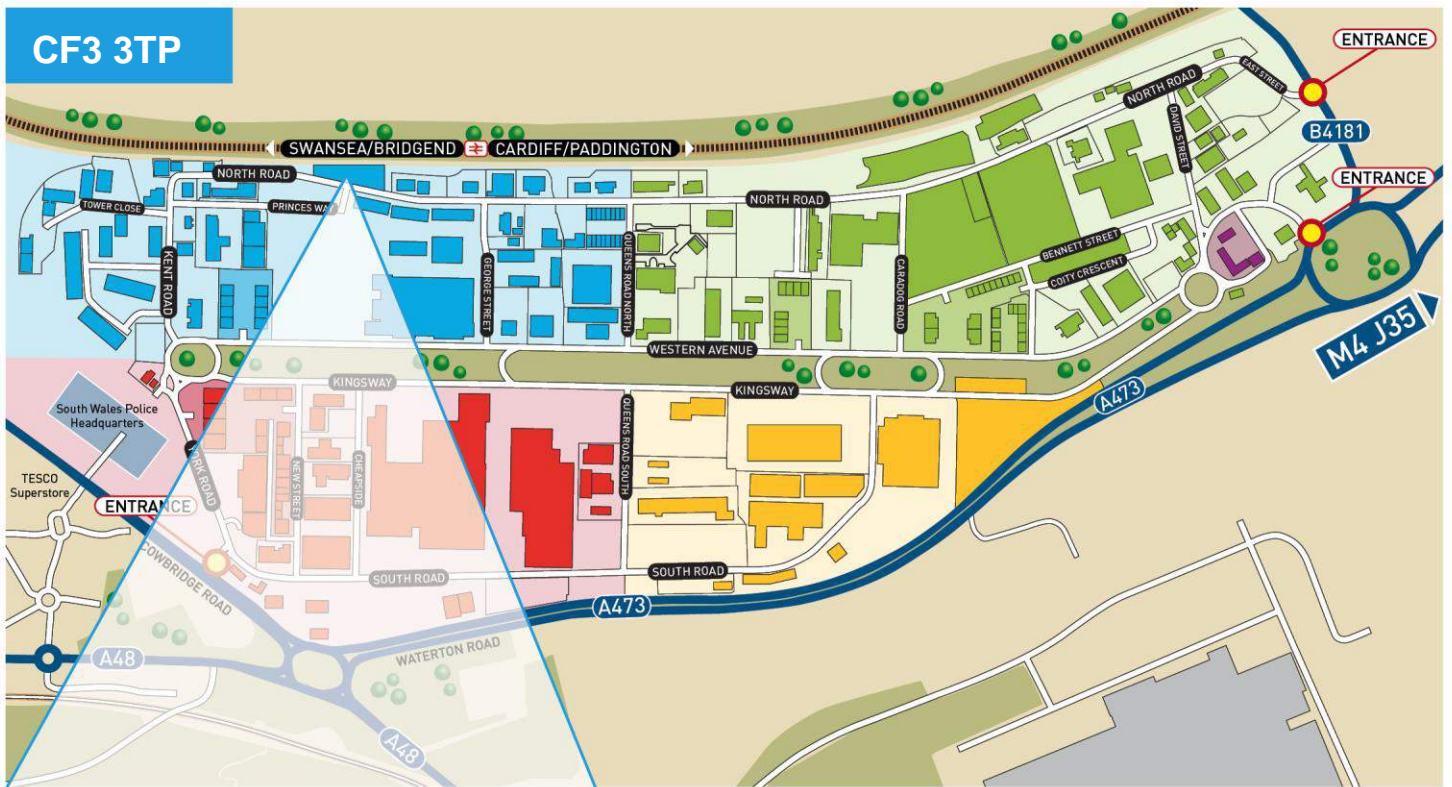 CF3 3TP
ENTRANCE
EAST STREET
NORTH ROAD
B4181
DAVID STREET
SWANSEA/BRIDGEND
CARDIFF/PADDINGTON
NORTH ROAD
ENTRANCE
TOWER CLOSE
PRINCES WAY
NORTH ROAD
BENNETT STREET
COITY CRESCENT
KENT ROAD
GEORGE STREET
QUEENS ROAD NORTH
CARADOG ROAD
M4 J35
WESTERN AVENUE
KINGSWAY
KINGSWAY
A473
South Wales Police
Headquarters
YORK ROAD
NEW STREET
CHEAPSIDE
QUEENS ROAD SOUTH
TESCO
Superstore
ENTRANCE
COWBRIDGE ROAD
SOUTH ROAD
SOUTH ROAD
A473
WATERTON ROAD
A48
A48